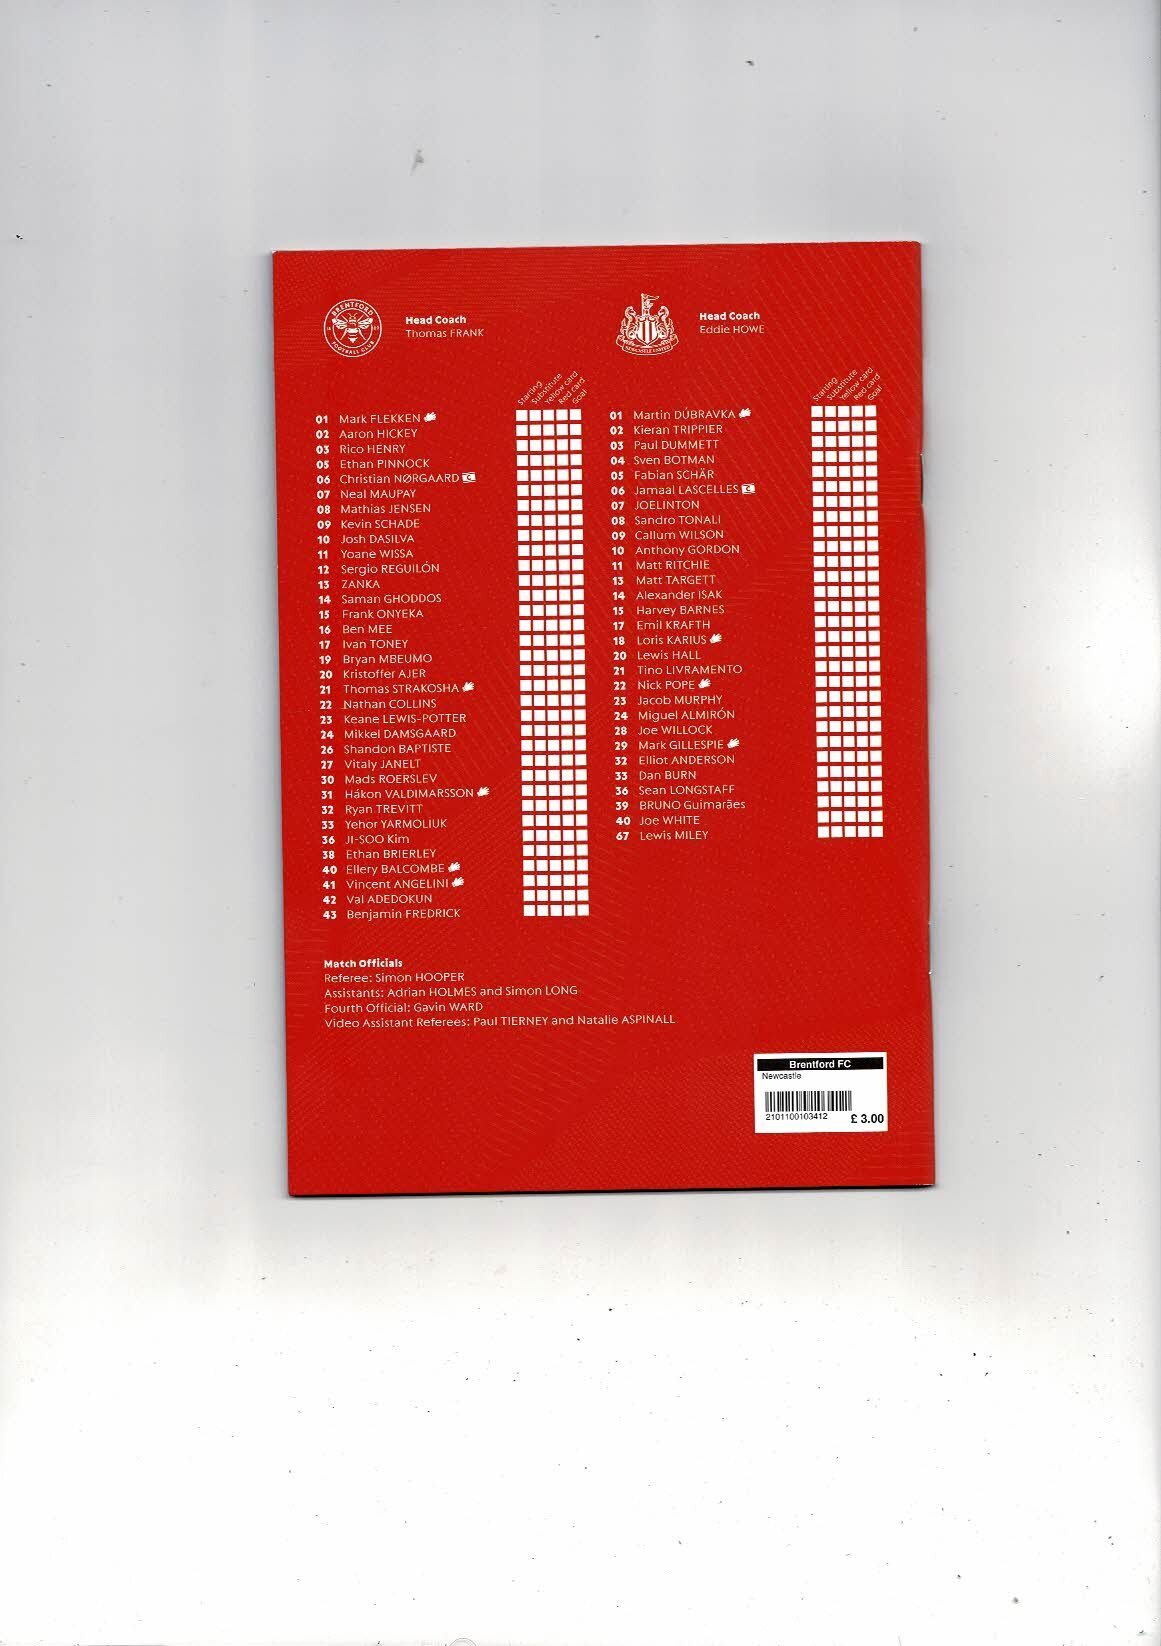 BRENTFORD
FOOTBALL CLUB
Head Coach
Thomas FRANK
Starting
Substitute
Yellow card
Red card
Goal
01 Mark FLEKKEN
02 Aaron HICKEY
03 Rico HENRY
05 Ethan PINNOCK
06 Christian NØRGAARD C
07 Neal MAUPAY
08 Mathias JENSEN
09 Kevin SCHADE
10 Josh DASILVA
11 Yoane WISSA
12 Sergio REGUILÓN
13 ZANKA
14 Saman GHODDOS
15 Frank ONYEKA
16 Ben MEE
17 Ivan TONEY
19 Bryan MBEUMO
20 Kristoffer AJER
21 Thomas STRAKOSHA
22 Nathan COLLINS
23 Keane LEWIS-POTTER
24 Mikkel DAMSGAARD
26 Shandon BAPTISTE
27 Vitaly JANELT
30 Mads ROERSLEV
31 Hákon VALDIMARSSON
32 Ryan TREVITT
33 Yehor YARMOLIUK
36 JI-SOO Kim
38 Ethan BRIERLEY
40 Ellery BALCOMBE
41 Vincent ANGELINI
42 Val ADEDOKUN
43 Benjamin FREDRICK
NEWCASTLE UNITED
Head Coach
Eddie HOWE
Starting
Substitute
Yellow card
Red card
Goal
01 Martin DÚBRAVKA
02 Kieran TRIPPIER
03 Paul DUMMETT
04 Sven BOTMAN
05 Fabian SCHÄR
06 Jamaal LASCELLES C
07 JOELINTON
08 Sandro TONALI
09 Callum WILSON
10 Anthony GORDON
11 Matt RITCHIE
13 Matt TARGETT
14 Alexander ISAK
15 Harvey BARNES
17 Emil KRAFTH
18 Loris KARIUS
20 Lewis HALL
21 Tino LIVRAMENTO
22 Nick POPE
23 Jacob MURPHY
24 Miguel ALMIRÓN
28 Joe WILLOCK
29 Mark GILLESPIE
32 Elliot ANDERSON
33 Dan BURN
36 Sean LONGSTAFF
39 BRUNO Guimarães
40 Joe WHITE
67 Lewis MILEY
Match Officials
Referee: Simon HOOPER
Assistants: Adrian HOLMES and Simon LONG
Fourth Official: Gavin WARD
Video Assistant Referees: Paul TIERNEY and Natalie ASPINALL
Brentford FC
Newcastle
2101100103412
£ 3.00